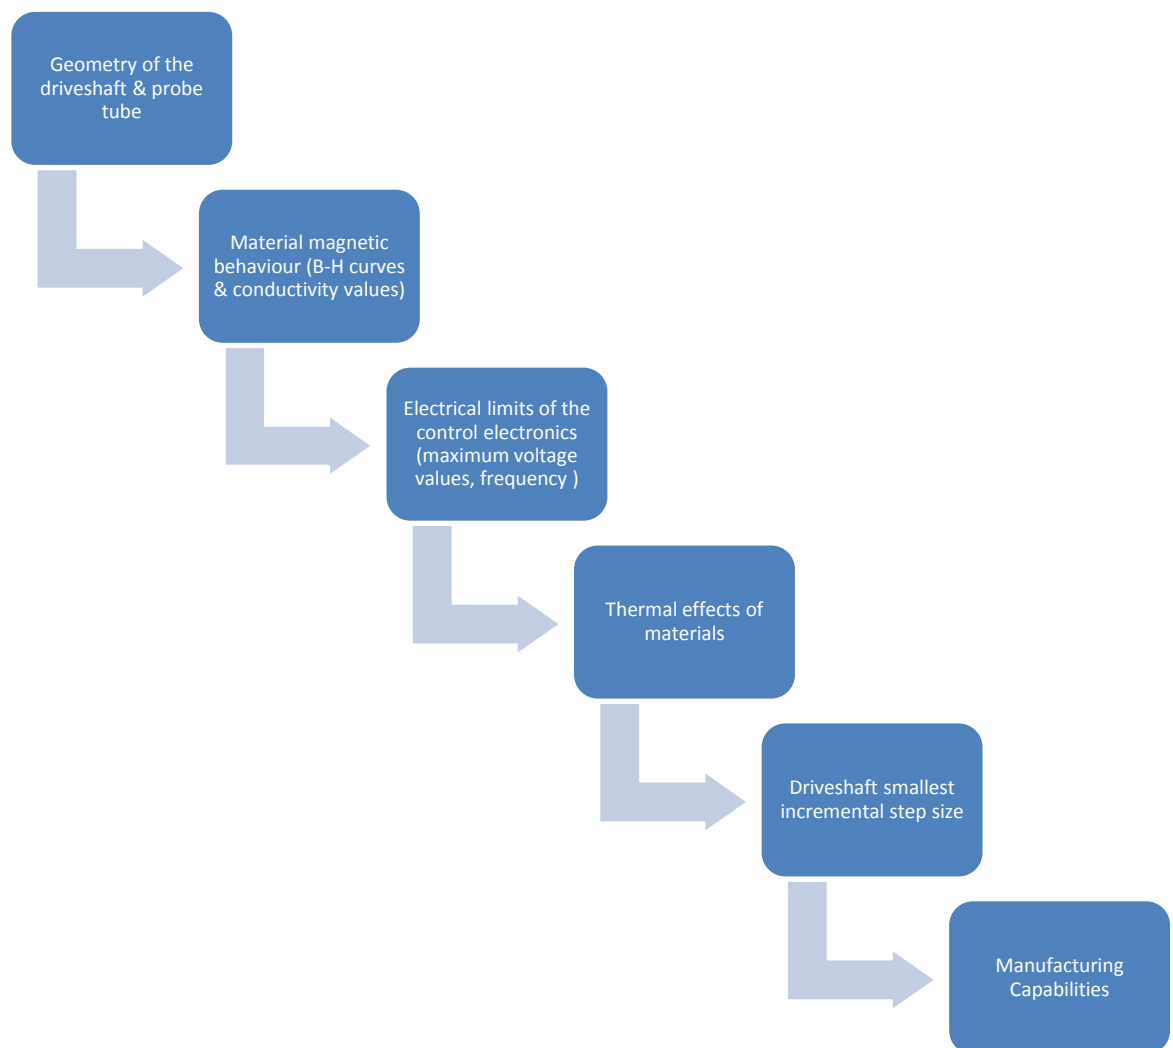 Geometry of the
driveshaft & probe
tube
Material magnetic
behaviour (B-H curves
& conductivity values)
Electrical limits of the
control electronics
(maximum voltage
values, frequency )
Thermal effects of
materials
Driveshaft smallest
incremental step size
Manufacturing
Capabilities